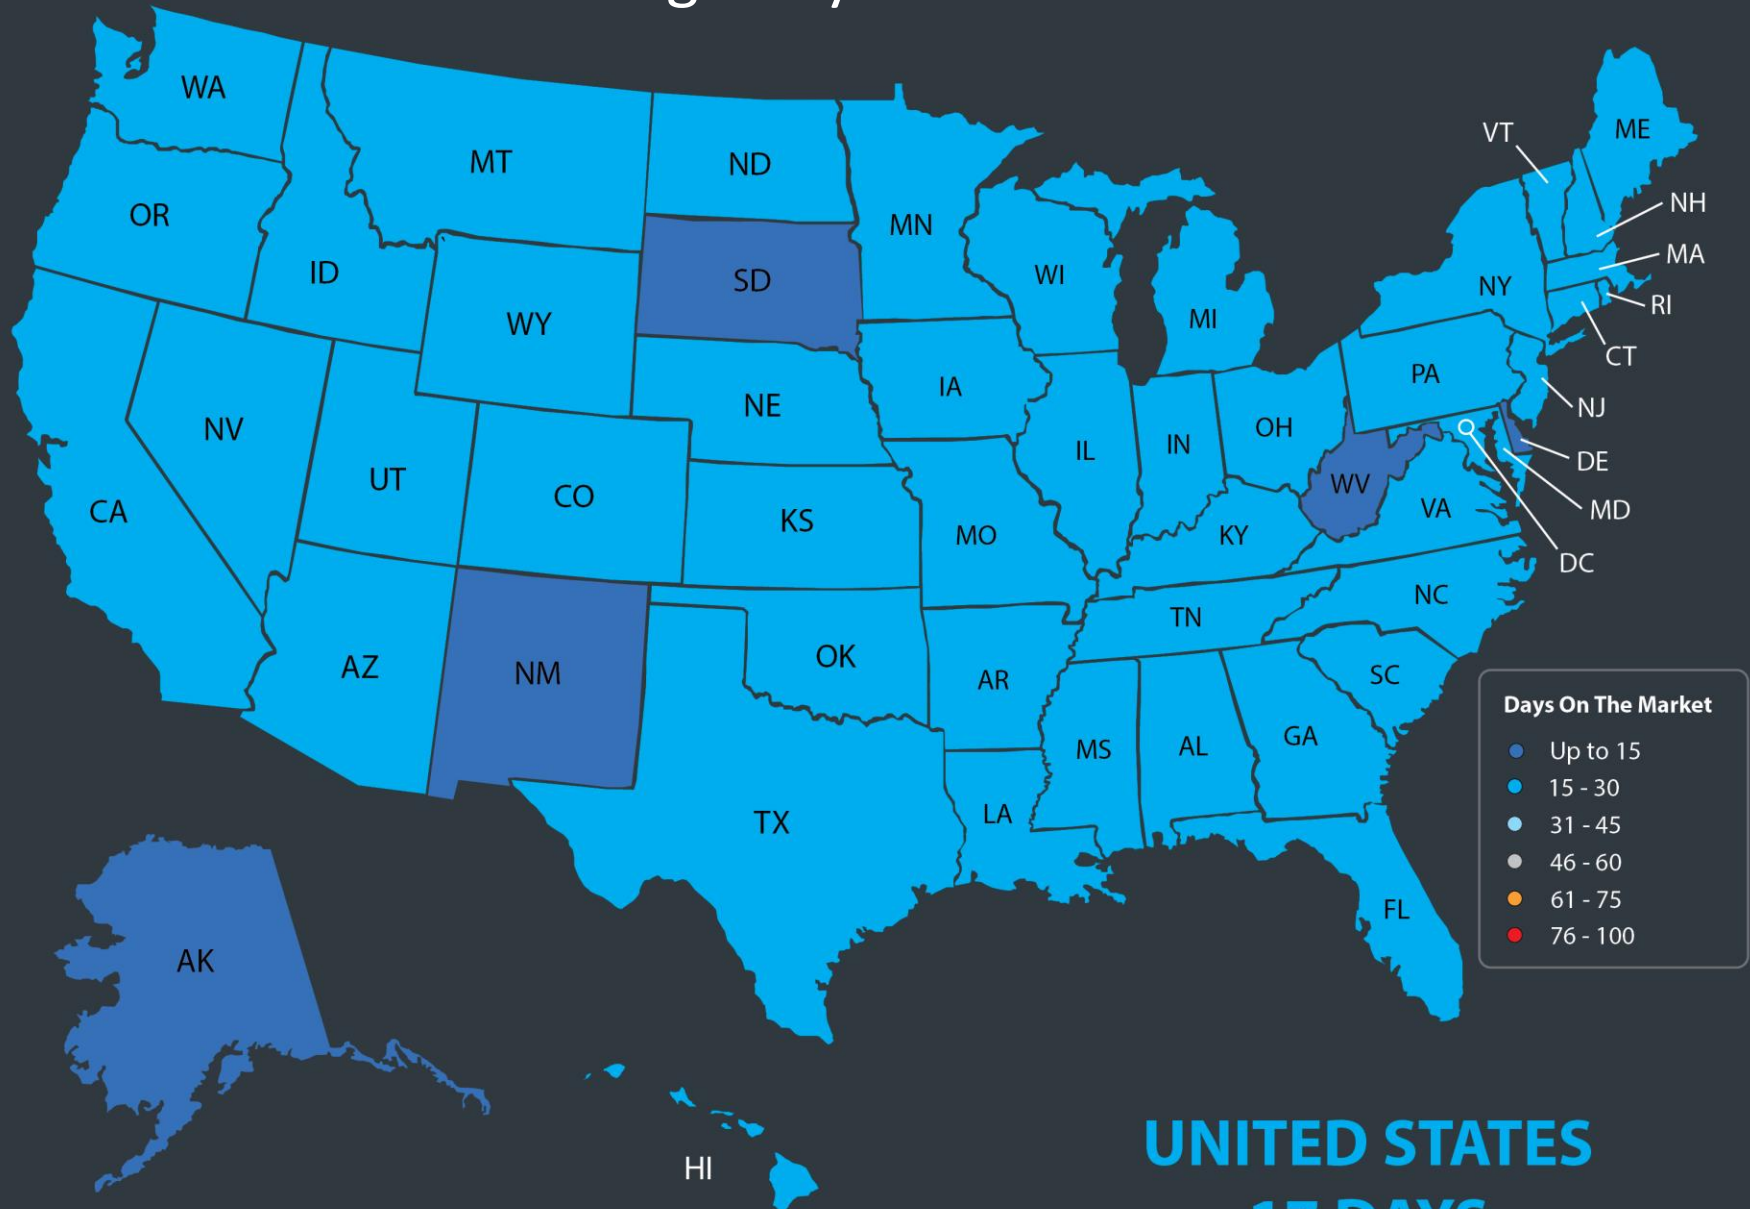 WA
MT
ND
MN
VT
ME
OR
ID
SD
WI
MI
NY
NH
MA
RI
CT
WY
NE
IA
PA
NJ
NV
UT
CO
KS
IL
IN
OH
WV
DE
MD
DC
CA
MO
KY
VA
NC
TN
AZ
NM
OK
AR
SC
MS
AL
GA
LA
TX
FL
AK
HI
Days On The Market
Up to 15
15 - 30
31 - 45
46 - 60
61 - 75
76 - 100
UNITED STATES
17 DAYS